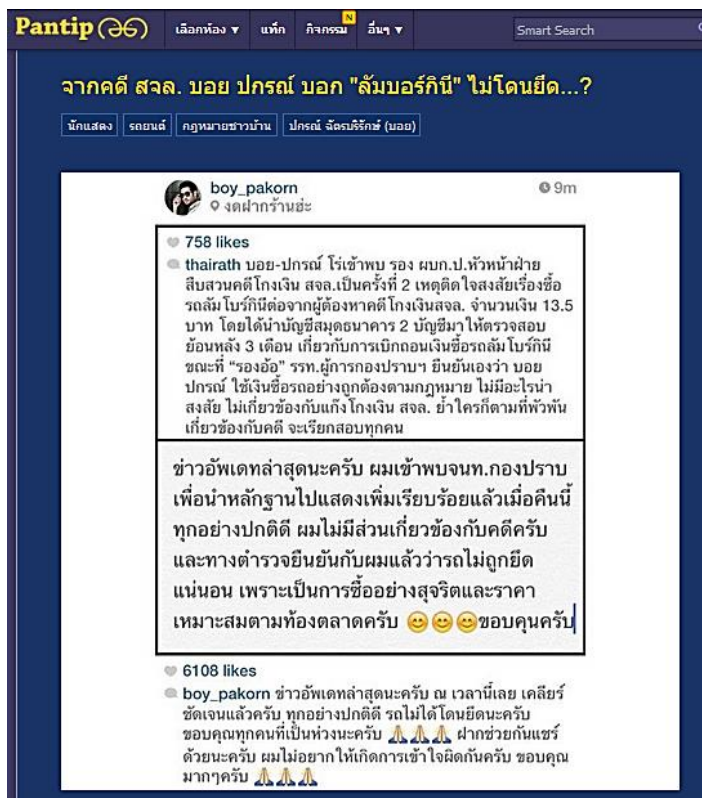 Pantip
เลือกห้อง ▼ แท็ก กิจกรรม N อื่นๆ ▼ Smart Search
จากคดี สจล. บอย ปกรณ์ บอก "ลัมบอร์กินี" ไม่โดนยึด...?
นักแสดง รถยนต์ กฎหมายชาวบ้าน ปกรณ์ ฉัตรบริรักษ์ (บอย)
boy_pakorn 9m
งดฝากร้านฮ่ะ
758 likes
thairath บอย-ปกรณ์ โร่เข้าพบ รอง ผบก.ป.หัวหน้าฝ่าย
สืบสวนคดีโกงเงิน สจล.เป็นครั้งที่ 2 เหตุติดใจสงสัยเรื่องซื้อ
รถลัมโบร์กินีต่อจากผู้ต้องหาคดีโกงเงินสจล. จำนวนเงิน 13.5
บาท โดยได้นำบัญชีสมุดธนาคาร 2 บัญชีมาให้ตรวจสอบ
ย้อนหลัง 3 เดือน เกี่ยวกับการเบิกถอนเงินซื้อรถลัมโบร์กินี
ขณะที่ “รองอ้อ” รรท.ผู้การกองปราบฯ ยืนยันเองว่า บอย
ปกรณ์ ใช้เงินซื้อรถอย่างถูกต้องตามกฎหมาย ไม่มีอะไรน่า
สงสัย ไม่เกี่ยวข้องกับแก๊งโกงเงิน สจล. ย้ำใครก็ตามที่พัวพัน
เกี่ยวข้องกับคดี จะเรียกสอบทุกคน
ข่าวอัพเดทล่าสุดนะครับ ผมเข้าพบจนท.กองปราบ
เพื่อนำหลักฐานไปแสดงเพิ่มเรียบร้อยแล้วเมื่อคืนนี้
ทุกอย่างปกติดี ผมไม่มีส่วนเกี่ยวข้องกับคดีครับ
และทางตำรวจยืนยันกับผมแล้วว่ารถไม่ถูกยึด
แน่นอน เพราะเป็นการซื้ออย่างสุจริตและราคา
เหมาะสมตามท้องตลาดครับ 😊😊😊ขอบคุนครับ
6108 likes
boy_pakorn ข่าวอัพเดทล่าสุดนะครับ ณ เวลานี้เลย เคลียร์
ชัดเจนแล้วครับ ทุกอย่างปกติดี รถไม่ได้โดนยึดนะครับ
ขอบคุณทุกคนที่เป็นห่วงนะครับ 🙏🙏🙏 ฝากช่วยกันแชร์
ด้วยนะครับ ผมไม่อยากให้เกิดการเข้าใจผิดกันครับ ขอบคุณ
มากๆครับ 🙏🙏🙏